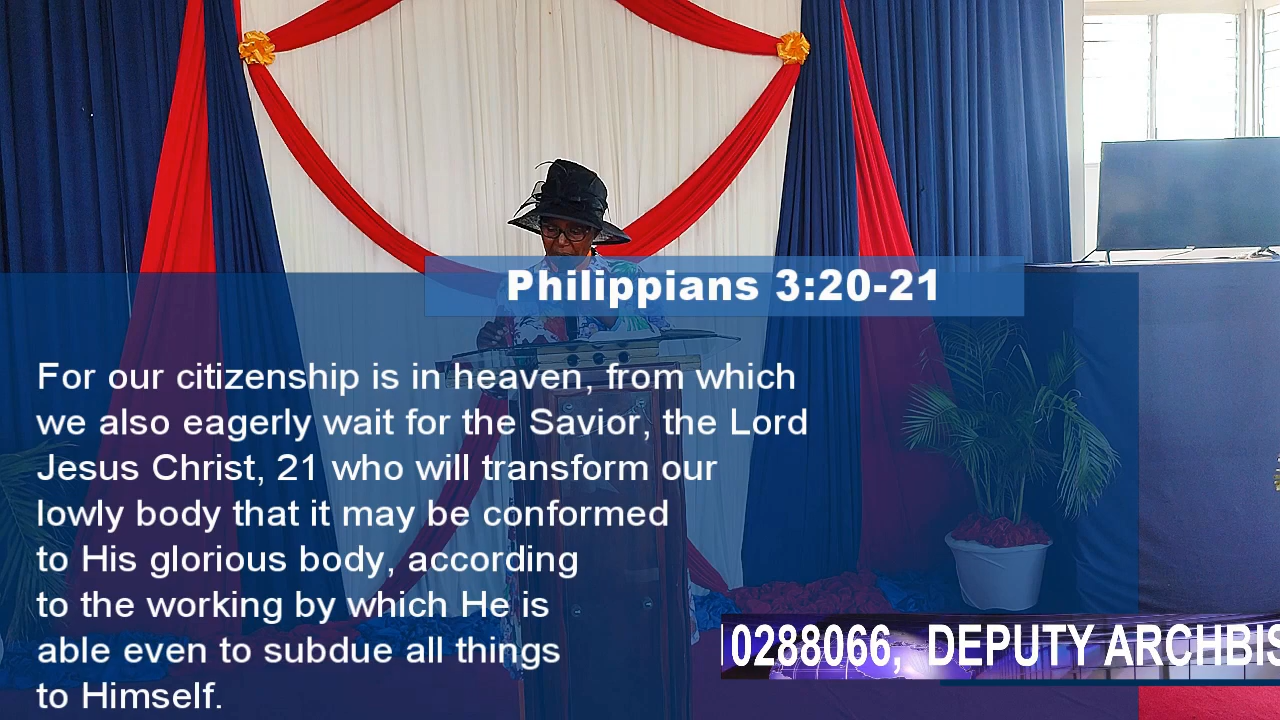 Philippians 3:20-21
For our citizenship is in heaven, from which
we also eagerly wait for the Savior, the Lord
Jesus Christ, 21 who will transform our
lowly body that it may be conformed
to His glorious body, according
to the working by which He is
able even to subdue all things
to Himself.
0288066, DEPUTY ARCHBIS